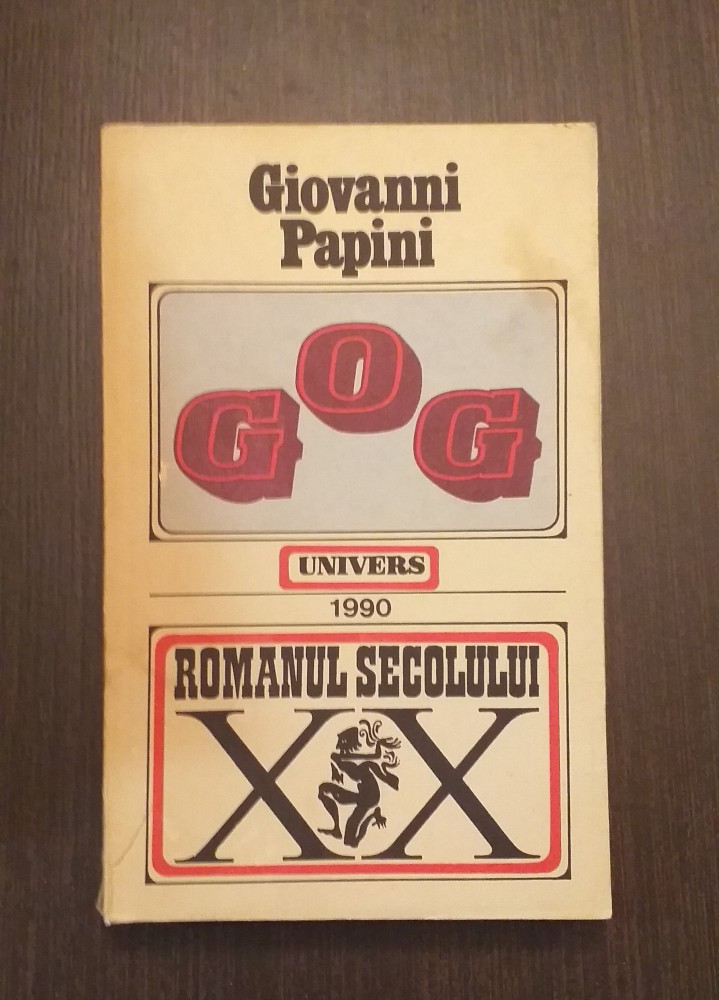 Giovanni
Papini
GOG
UNIVERS
1990
ROMANUL SECOLULUI
XX